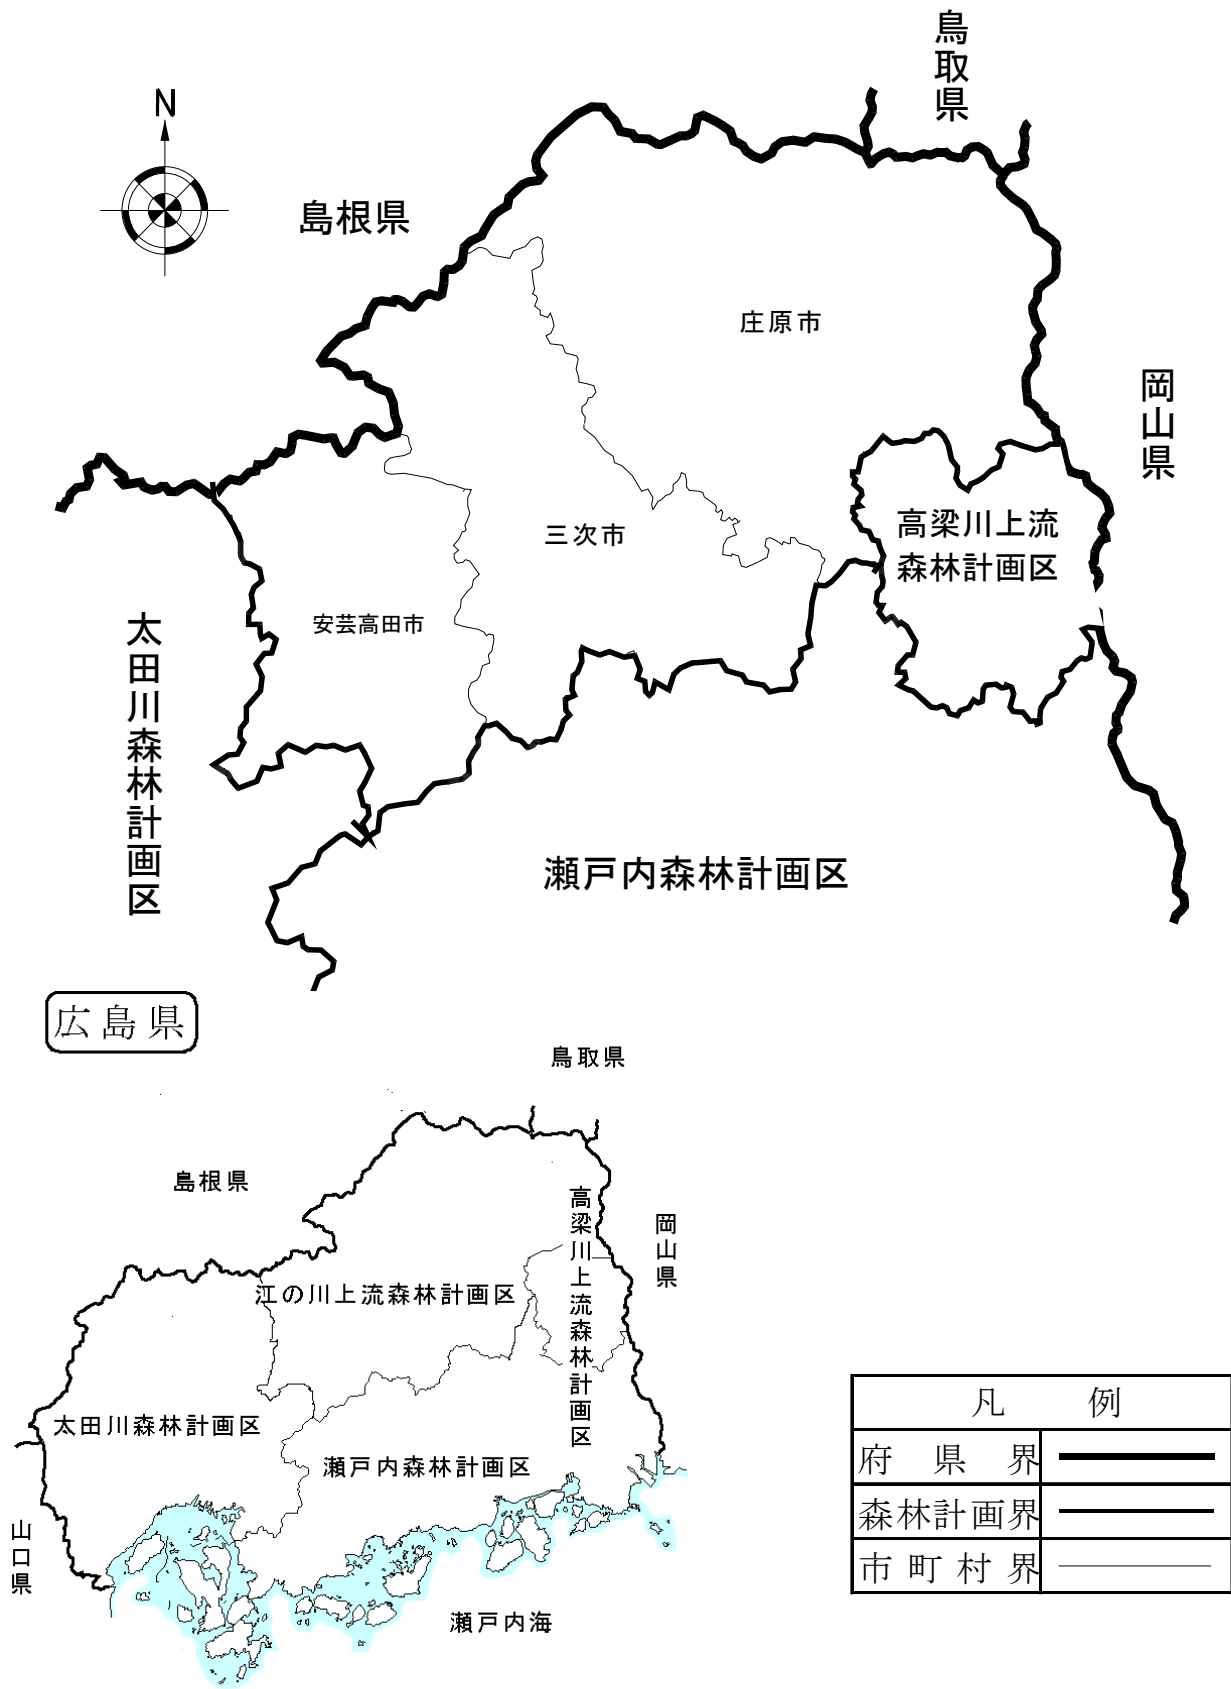 鳥取県
N
島根県
庄原市
岡山県
高梁川上流
森林計画区
三次市
安芸高田市
太田川森林計画区
瀬戸内森林計画区
広島県
鳥取県
島根県
高梁川上流森林計画区
岡山県
江の川上流森林計画区
太田川森林計画区
瀬戸内森林計画区
山口県
瀬戸内海
凡 例
府県界
森林計画界
市町村界